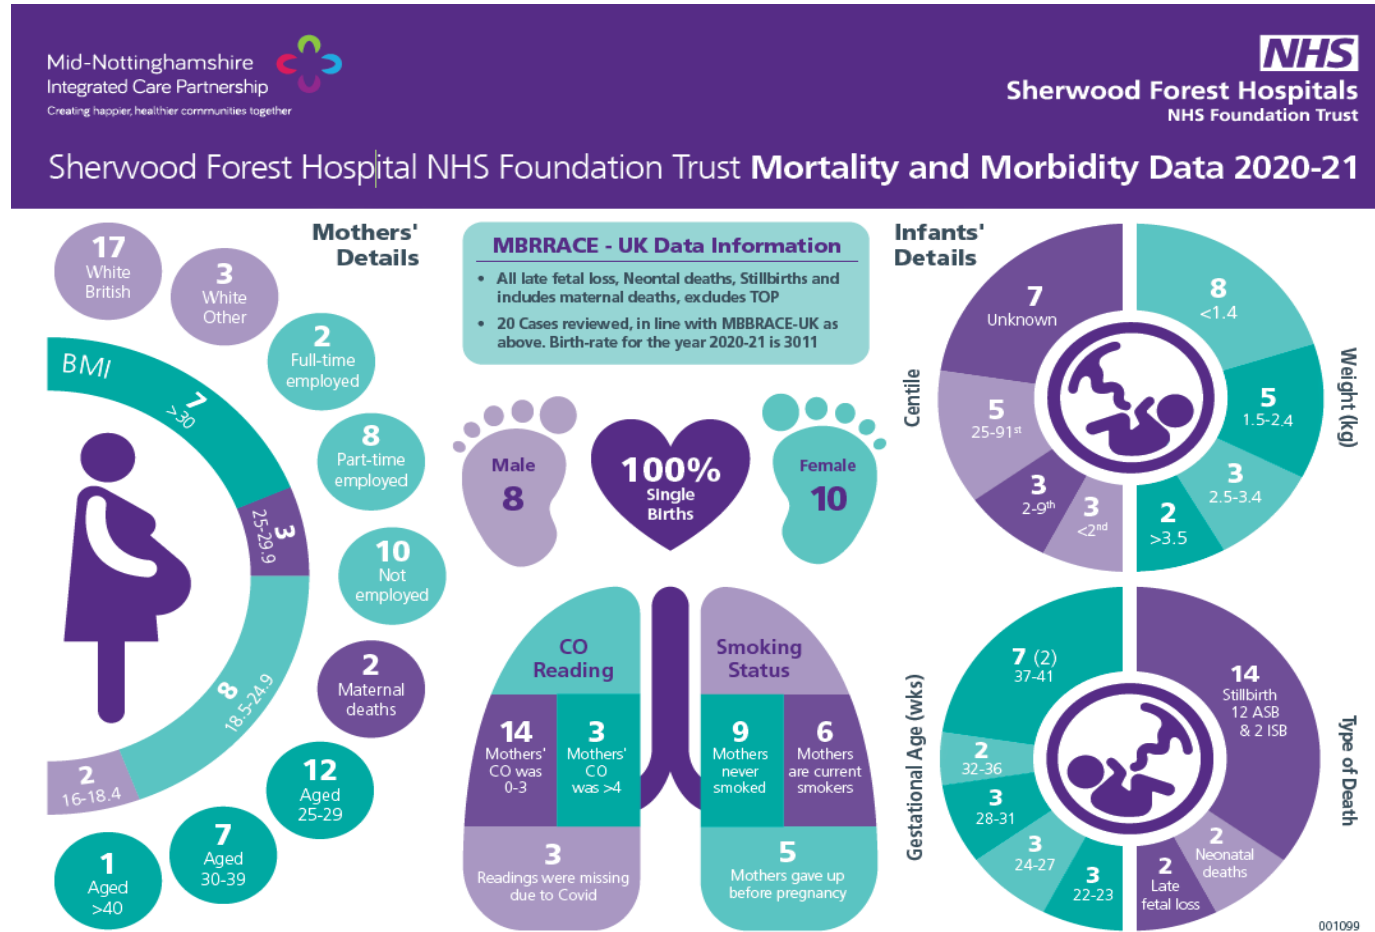 Mid-Nottinghamshire
Integrated Care Partnership
Creating happier, healthier communities together
NHS
Sherwood Forest Hospitals
NHS Foundation Trust
Sherwood Forest Hospital NHS Foundation Trust Mortality and Morbidity Data 2020-21
Mothers'
Details
17
White
British
3
White
Other
2
Full-time
employed
8
Part-time
employed
10
Not
employed
2
Maternal
deaths
12
Aged
25-29
7
Aged
30-39
1
Aged
>40
BMI
7
>30
3
25-29.9
8
18.5-24.9
2
16-18.4
MBRRACE - UK Data Information
• All late fetal loss, Neontal deaths, Stillbirths and
includes maternal deaths, excludes TOP
• 20 Cases reviewed, in line with MBBRACE-UK as
above. Birth-rate for the year 2020-21 is 3011
Male
8
100%
Single
Births
Female
10
CO
Reading
14
Mothers'
CO was
0-3
3
Mothers'
CO
was >4
3
Readings were missing
due to Covid
Smoking
Status
9
Mothers
never
smoked
6
Mothers
are current
smokers
5
Mothers gave up
before pregnancy
Infants'
Details
Centile
7
Unknown
5
25-91st
3
2-9th
3
<2nd
Weight (kg)
8
<1.4
5
1.5-2.4
3
2.5-3.4
2
>3.5
Gestational Age (wks)
7 (2)
37-41
2
32-36
3
28-31
3
24-27
3
22-23
Type of Death
14
Stillbirth
12 ASB
& 2 ISB
2
Neonatal
deaths
2
Late
fetal loss
001099